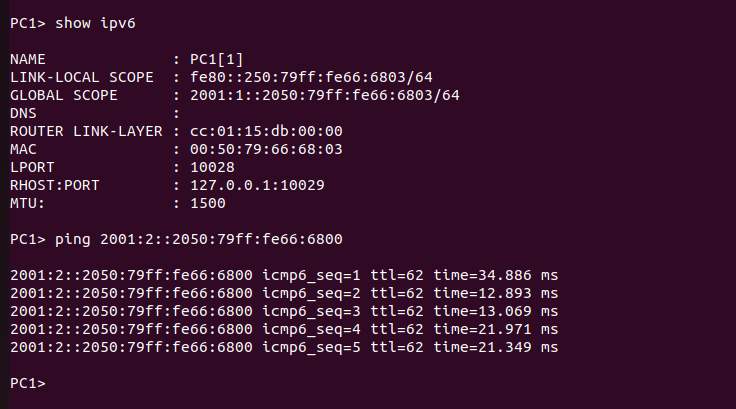 PC1> show ipv6
NAME              : PC1[1]
LINK-LOCAL SCOPE  : fe80::250:79ff:fe66:6803/64
GLOBAL SCOPE      : 2001:1::2050:79ff:fe66:6803/64
DNS               :
ROUTER LINK-LAYER : cc:01:15:db:00:00
MAC               : 00:50:79:66:68:03
LPORT             : 10028
RHOST:PORT        : 127.0.0.1:10029
MTU:              : 1500
PC1> ping 2001:2::2050:79ff:fe66:6800
2001:2::2050:79ff:fe66:6800 icmp6_seq=1 ttl=62 time=34.886 ms
2001:2::2050:79ff:fe66:6800 icmp6_seq=2 ttl=62 time=12.893 ms
2001:2::2050:79ff:fe66:6800 icmp6_seq=3 ttl=62 time=13.069 ms
2001:2::2050:79ff:fe66:6800 icmp6_seq=4 ttl=62 time=21.971 ms
2001:2::2050:79ff:fe66:6800 icmp6_seq=5 ttl=62 time=21.349 ms
PC1>